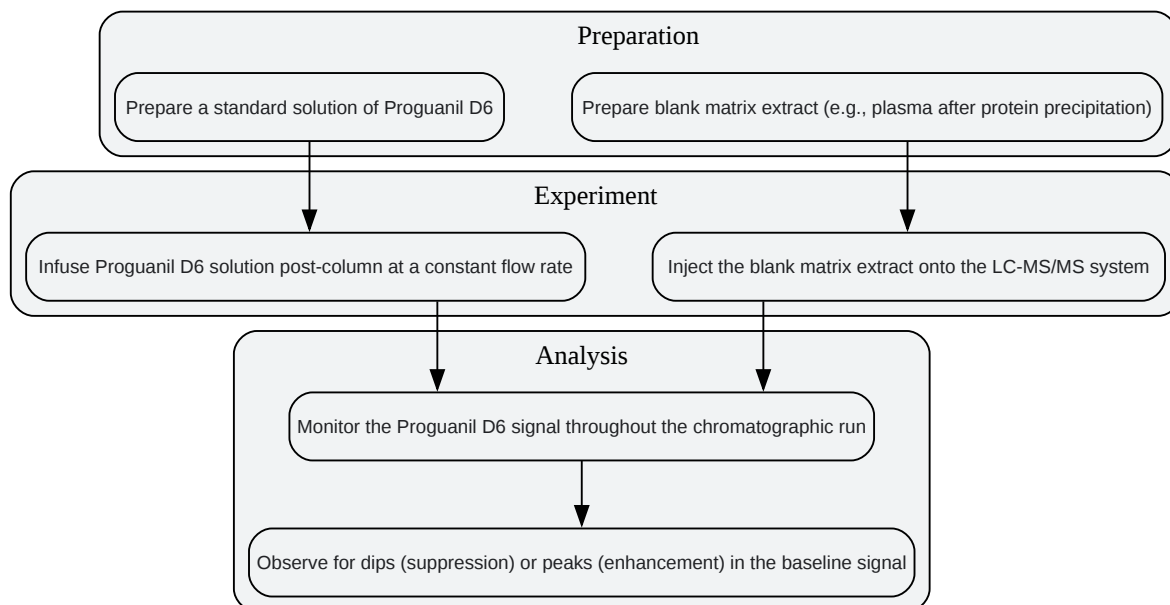 Preparation
Prepare a standard solution of Proguanil D6
Prepare blank matrix extract (e.g., plasma after protein precipitation)
Experiment
Infuse Proguanil D6 solution post-column at a constant flow rate
Inject the blank matrix extract onto the LC-MS/MS system
Analysis
Monitor the Proguanil D6 signal throughout the chromatographic run
Observe for dips (suppression) or peaks (enhancement) in the baseline signal